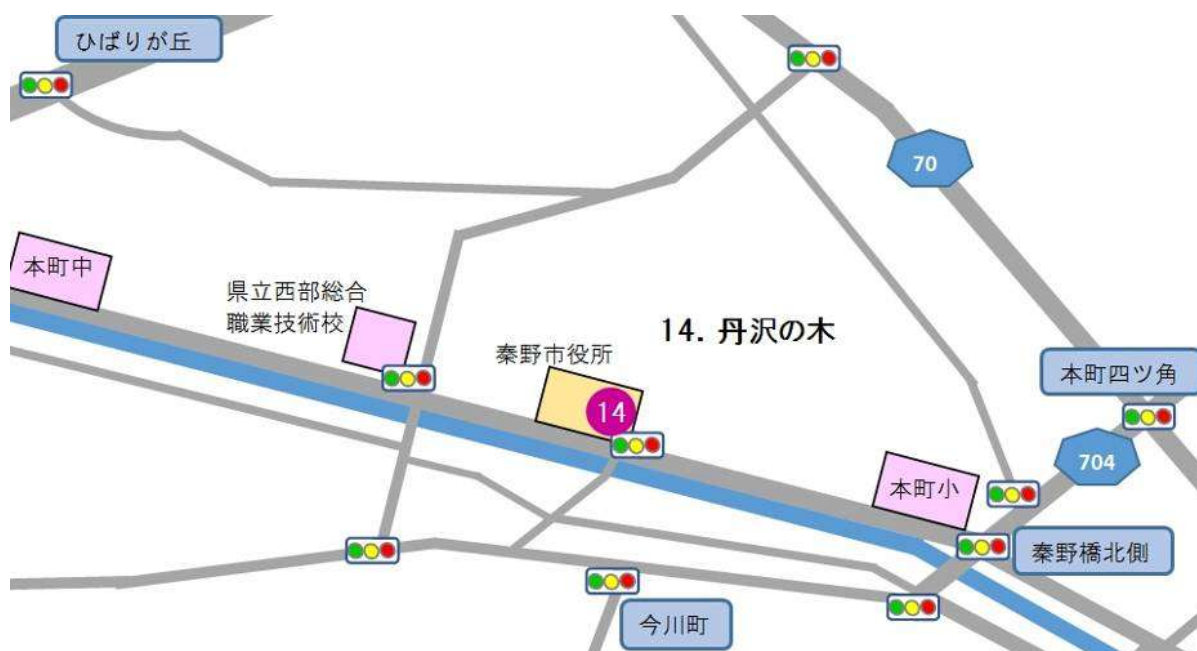 ひばりが丘
70
本町中
県立西部総合
職業技術校
14. 丹沢の木
秦野市役所
14
本町四ツ角
704
本町小
秦野橋北側
今川町